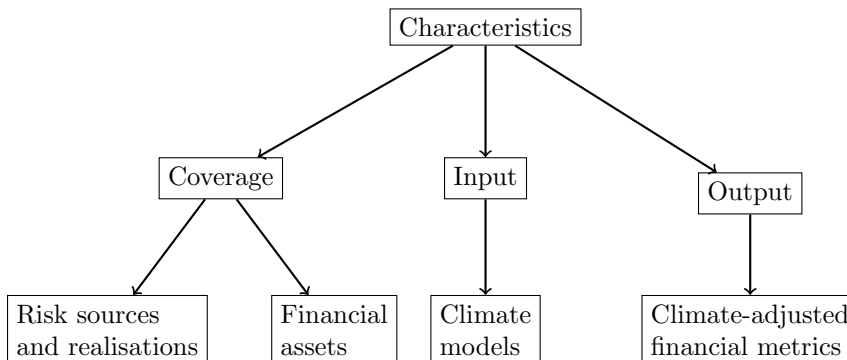 Characteristics
Coverage
Input
Output
Risk sources
and realisations
Financial
assets
Climate
models
Climate-adjusted
financial metrics